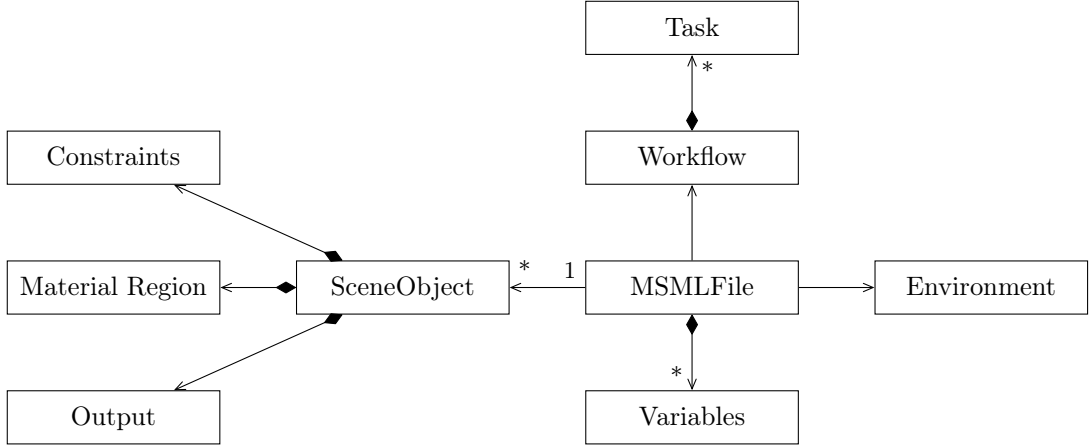 Task
*
Constraints
Workflow
* 1
Material Region
SceneObject
MSMLFile
Environment
*
Output
Variables